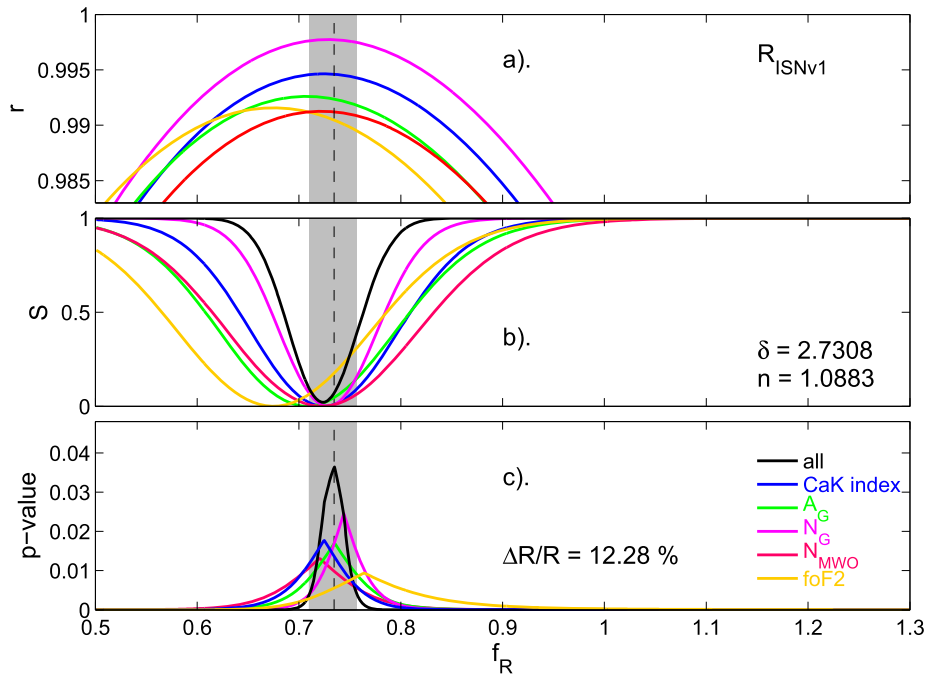 0.995
0.99
0.985
r
a).
R_ISNv1
1
0.5
0
S
b).
δ = 2.7308
n = 1.0883
0.04
0.03
0.02
0.01
0
p−value
c).
ΔR/R = 12.28 %
all
CaK index
A_G
N_G
N_MWO
foF2
0.5 0.6 0.7 0.8 0.9 1 1.1 1.2 1.3
f_R